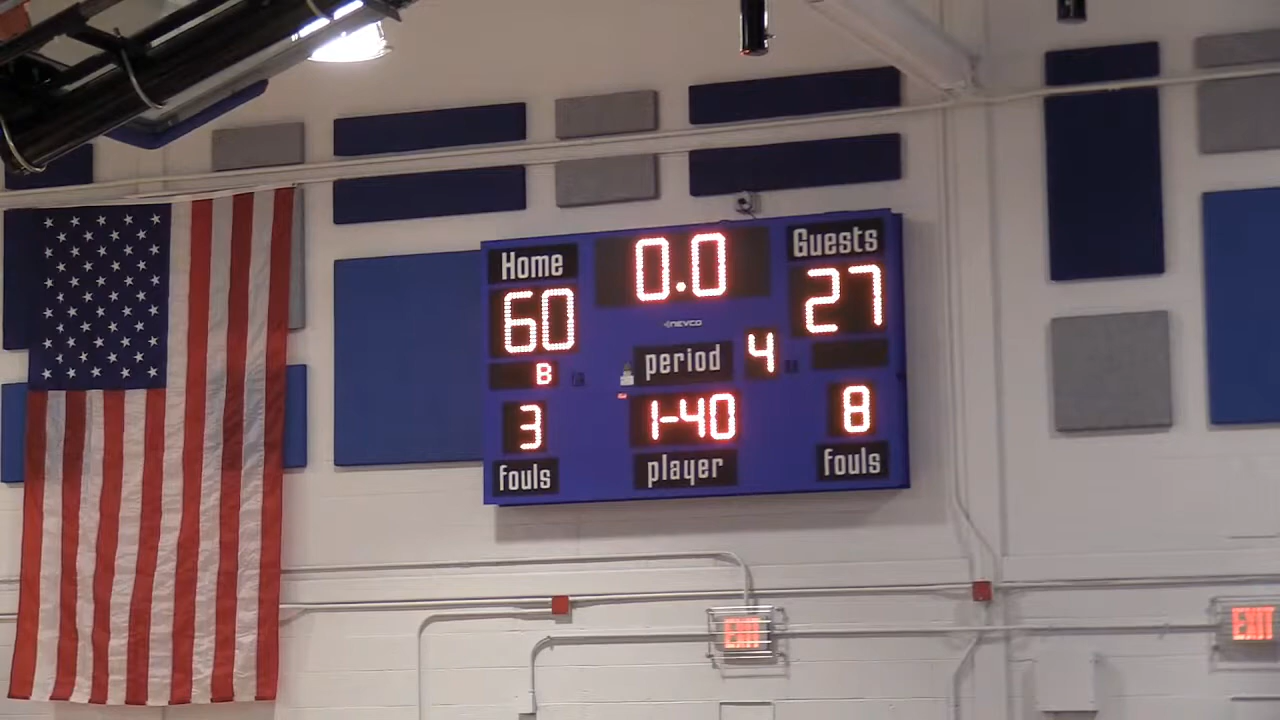 Home
0.0
Guests
60
27
NEVCO
B
period
4
3
1-40
8
fouls
player
fouls
EXIT
EXIT